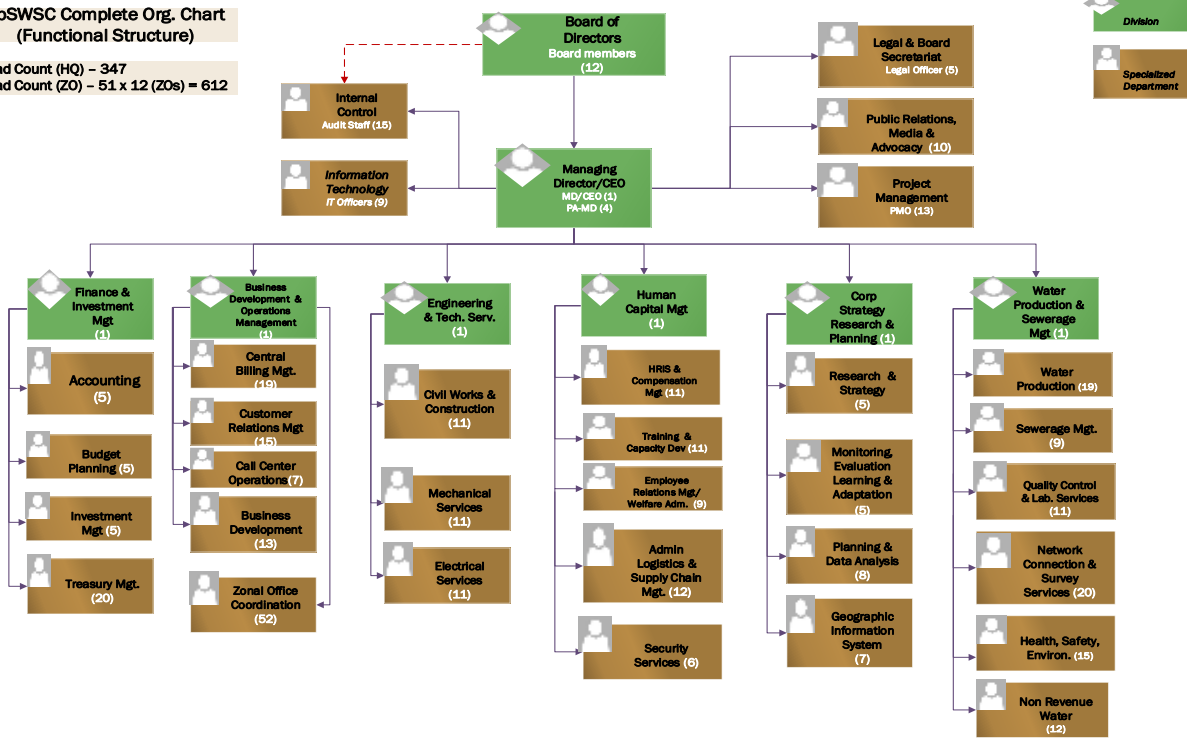 pSWSC Complete Org. Chart
(Functional Structure)
nd Count (HQ) – 347
nd Count (ZO) – 51 x 12 (ZOs) = 612
Division
Specialized
Department
Board of
Directors
Board members
(12)
Internal
Control
Audit Staff (15)
Information
Technology
IT Officers (9)
Managing
Director/CEO
MD/CEO (1)
PA-MD (4)
Legal & Board
Secretariat
Legal Officer (5)
Public Relations,
Media &
Advocacy (10)
Project
Management
PMO (13)
Finance &
Investment
Mgt
(1)
Accounting
(5)
Budget
Planning (5)
Investment
Mgt (5)
Treasury Mgt.
(20)
Business
Development &
Operations
Management
(1)
Central
Billing Mgt.
(19)
Customer
Relations Mgt
(15)
Call Center
Operations(7)
Business
Development
(13)
Zonal Office
Coordination
(52)
Engineering
& Tech. Serv.
(1)
Civil Works &
Construction
(11)
Mechanical
Services
(11)
Electrical
Services
(11)
Human
Capital Mgt
(1)
HRIS &
Compensation
Mgt (11)
Training &
Capacity Dev (11)
Employee
Relations Mgt/
Welfare Adm. (9)
Admin
Logistics &
Supply Chain
Mgt. (12)
Security
Services (6)
Corp
Strategy
Research &
Planning (1)
Research &
Strategy
(5)
Monitoring,
Evaluation
Learning &
Adaptation
(5)
Planning &
Data Analysis
(8)
Geographic
Information
System
(7)
Water
Production &
Sewerage
Mgt (1)
Water
Production (19)
Sewerage Mgt.
(9)
Quality Control
& Lab. Services
(11)
Network
Connection &
Survey
Services (20)
Health, Safety,
Environ. (15)
Non Revenue
Water
(12)